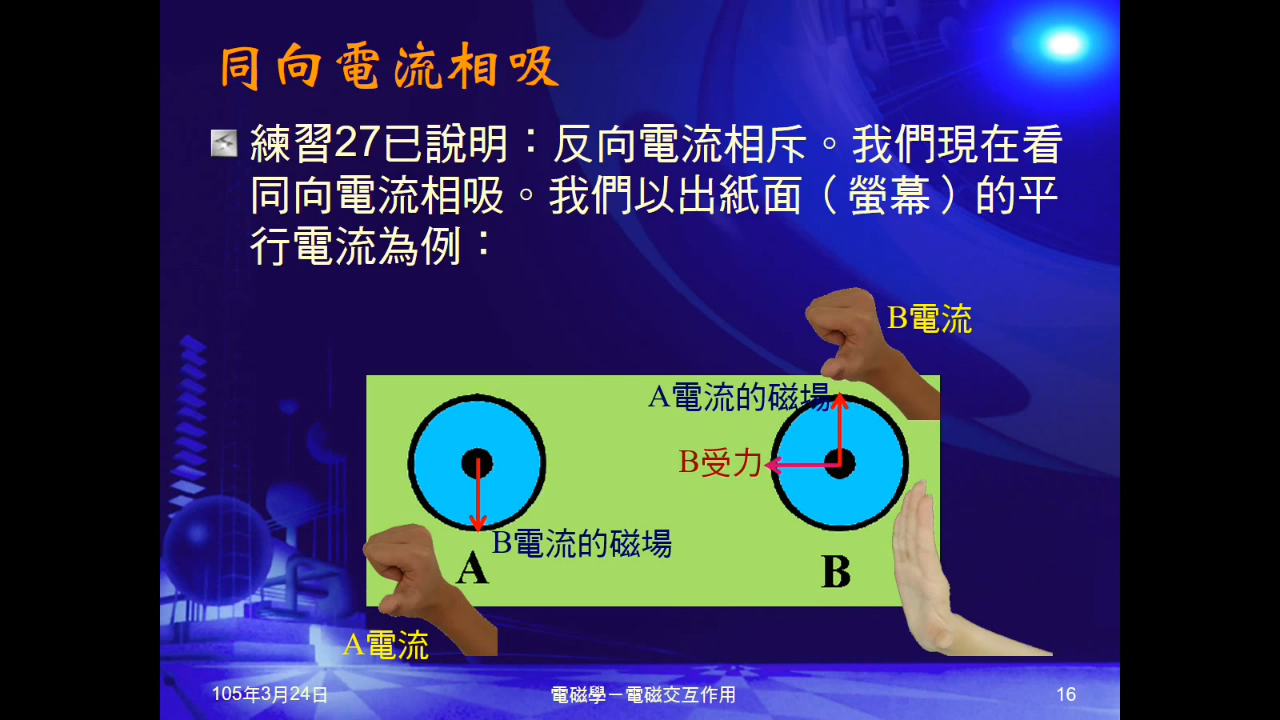 同向電流相吸
練習27已說明：反向電流相斥。我們現在看
同向電流相吸。我們以出紙面（螢幕）的平
行電流為例：
B電流
A電流的磁場
B受力
B電流的磁場
A
B
A電流
105年3月24日
電磁學－電磁交互作用
16